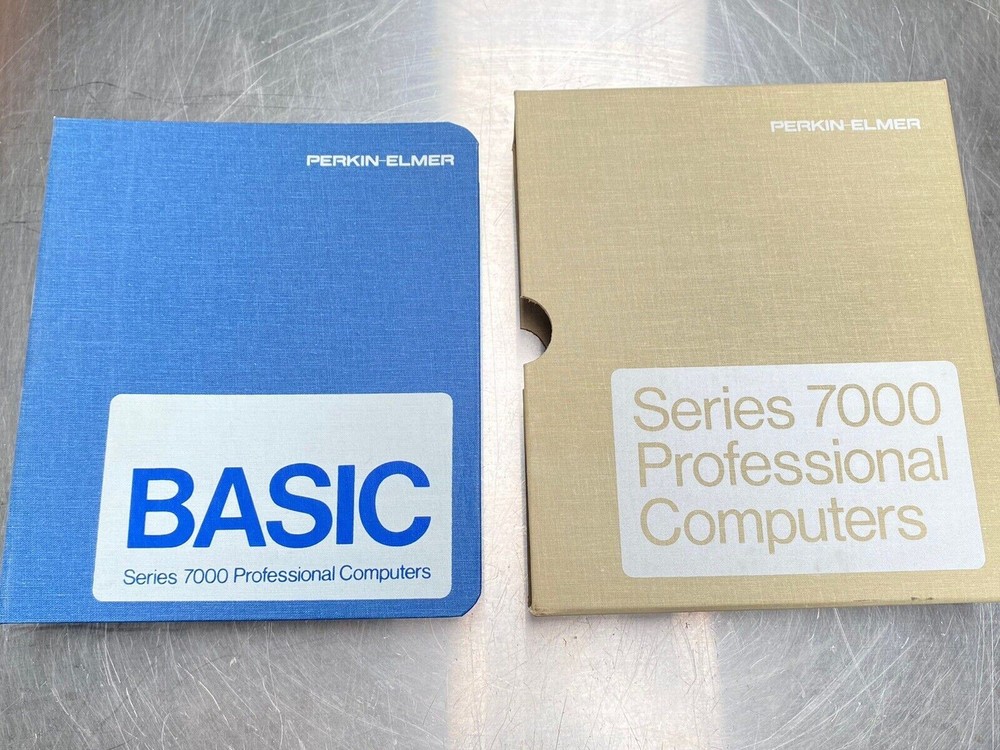 PERKIN-ELMER
BASIC
Series 7000 Professional Computers
PERKIN-ELMER
Series 7000
Professional
Computers